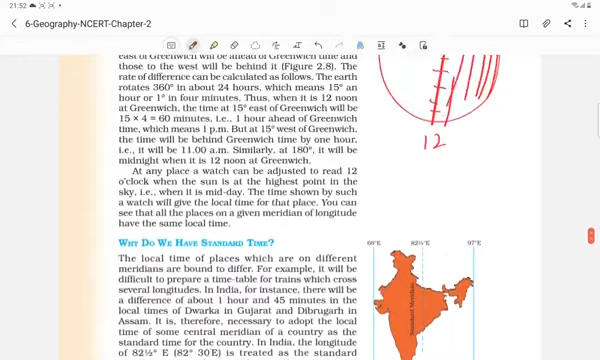 21:52
54%
6-Geography-NCERT-Chapter-2
east of Greenwich will be ahead of Greenwich time and
those to the west will be behind it (Figure 2.8). The
rate of difference can be calculated as follows. The earth
rotates 360° in about 24 hours, which means 15° an
hour or 1° in four minutes. Thus, when it is 12 noon
at Greenwich, the time at 15° east of Greenwich will be
15 × 4 = 60 minutes, i.e., 1 hour ahead of Greenwich
time, which means 1 p.m. But at 15° west of Greenwich,
the time will be behind Greenwich time by one hour,
i.e., it will be 11.00 a.m. Similarly, at 180°, it will be
midnight when it is 12 noon at Greenwich.
At any place a watch can be adjusted to read 12
o'clock when the sun is at the highest point in the
sky, i.e., when it is mid-day. The time shown by such
a watch will give the local time for that place. You can
see that all the places on a given meridian of longitude
have the same local time.
WHY DO WE HAVE STANDARD TIME?
The local time of places which are on different
meridians are bound to differ. For example, it will be
difficult to prepare a time-table for trains which cross
several longitudes. In India, for instance, there will be
a difference of about 1 hour and 45 minutes in the
local times of Dwarka in Gujarat and Dibrugarh in
Assam. It is, therefore, necessary to adopt the local
time of some central meridian of a country as the
standard time for the country. In India, the longitude
of 82½° E (82° 30'E) is treated as the standard
12
68°E 82½°E 97°E
Standard Meridian